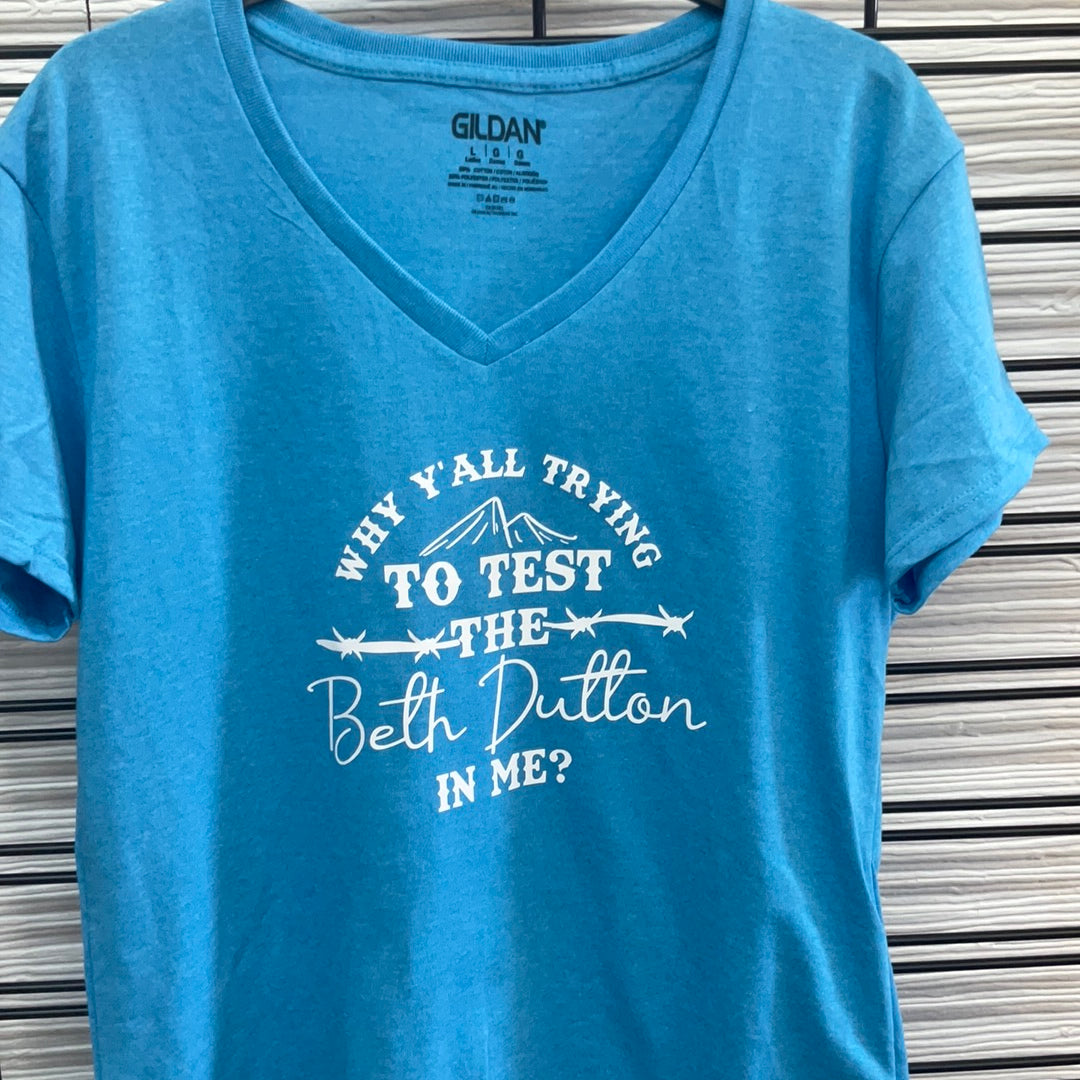 GILDAN®
L | G | G
WHY Y'ALL TRYING
TO TEST
THE
Beth Dutton
IN ME?